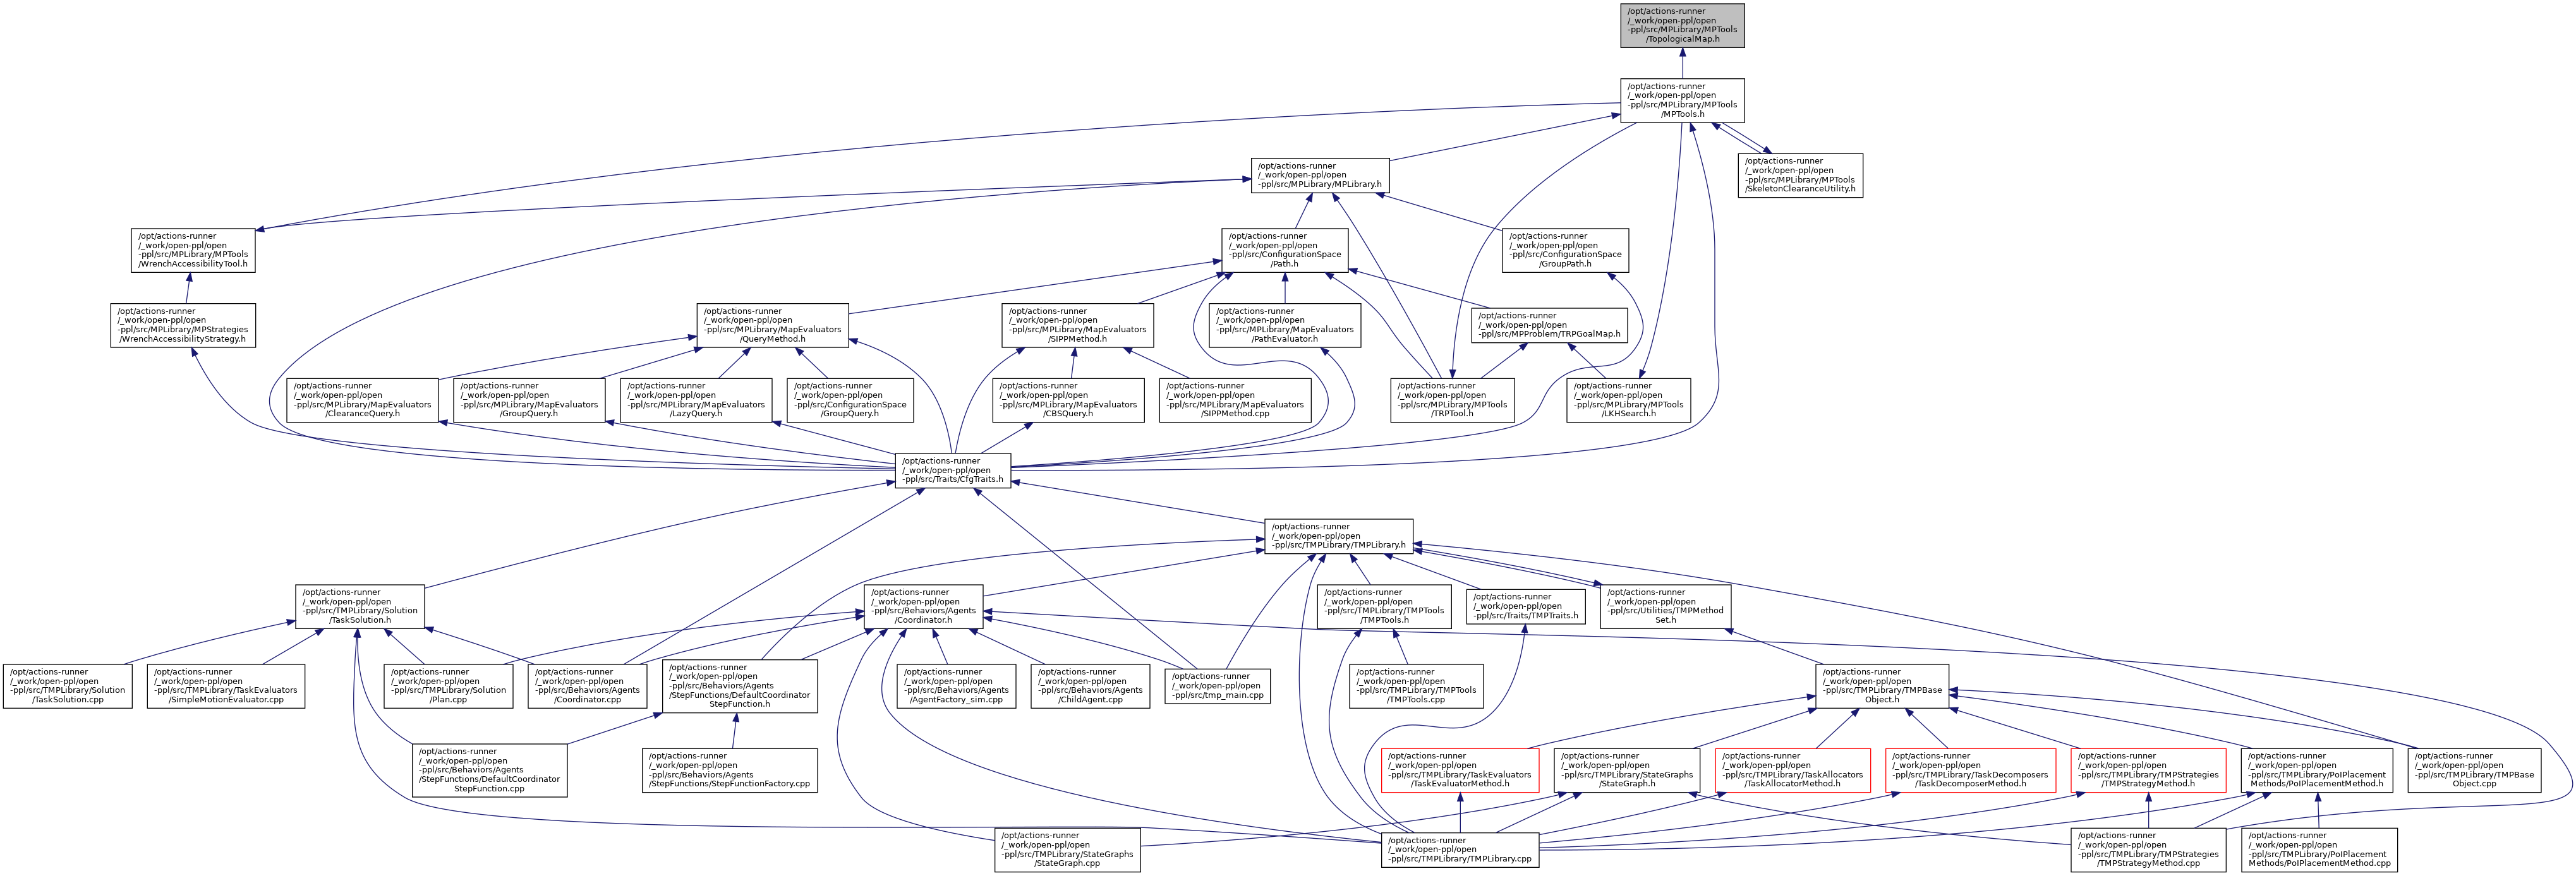 /opt/actions-runner
/_work/open-ppl/open
-ppl/src/MPLibrary/MPTools
/TopologicalMap.h
/opt/actions-runner
/_work/open-ppl/open
-ppl/src/MPLibrary/MPTools
/MPTools.h
/opt/actions-runner
/_work/open-ppl/open
-ppl/src/MPLibrary/MPLibrary.h
/opt/actions-runner
/_work/open-ppl/open
-ppl/src/MPLibrary/MPTools
/SkeletonClearanceUtility.h
/opt/actions-runner
/_work/open-ppl/open
-ppl/src/MPLibrary/MPTools
/WrenchAccessibilityTool.h
/opt/actions-runner
/_work/open-ppl/open
-ppl/src/ConfigurationSpace
/Path.h
/opt/actions-runner
/_work/open-ppl/open
-ppl/src/ConfigurationSpace
/GroupPath.h
/opt/actions-runner
/_work/open-ppl/open
-ppl/src/MPLibrary/MPStrategies
/WrenchAccessibilityStrategy.h
/opt/actions-runner
/_work/open-ppl/open
-ppl/src/MPLibrary/MapEvaluators
/QueryMethod.h
/opt/actions-runner
/_work/open-ppl/open
-ppl/src/MPLibrary/MapEvaluators
/SIPPMethod.h
/opt/actions-runner
/_work/open-ppl/open
-ppl/src/MPLibrary/MapEvaluators
/PathEvaluator.h
/opt/actions-runner
/_work/open-ppl/open
-ppl/src/MPProblem/TRPGoalMap.h
/opt/actions-runner
/_work/open-ppl/open
-ppl/src/MPLibrary/MapEvaluators
/ClearanceQuery.h
/opt/actions-runner
/_work/open-ppl/open
-ppl/src/MPLibrary/MapEvaluators
/GroupQuery.h
/opt/actions-runner
/_work/open-ppl/open
-ppl/src/MPLibrary/MapEvaluators
/LazyQuery.h
/opt/actions-runner
/_work/open-ppl/open
-ppl/src/ConfigurationSpace
/GroupQuery.h
/opt/actions-runner
/_work/open-ppl/open
-ppl/src/MPLibrary/MapEvaluators
/CBSQuery.h
/opt/actions-runner
/_work/open-ppl/open
-ppl/src/MPLibrary/MapEvaluators
/SIPPMethod.cpp
/opt/actions-runner
/_work/open-ppl/open
-ppl/src/MPLibrary/MPTools
/TRPTool.h
/opt/actions-runner
/_work/open-ppl/open
-ppl/src/MPLibrary/MPTools
/LKHSearch.h
/opt/actions-runner
/_work/open-ppl/open
-ppl/src/Traits/CfgTraits.h
/opt/actions-runner
/_work/open-ppl/open
-ppl/src/TMPLibrary/TMPLibrary.h
/opt/actions-runner
/_work/open-ppl/open
-ppl/src/TMPLibrary/Solution
/TaskSolution.h
/opt/actions-runner
/_work/open-ppl/open
-ppl/src/Behaviors/Agents
/Coordinator.h
/opt/actions-runner
/_work/open-ppl/open
-ppl/src/TMPLibrary/TMPTools
/TMPTools.h
/opt/actions-runner
/_work/open-ppl/open
-ppl/src/Traits/TMPTraits.h
/opt/actions-runner
/_work/open-ppl/open
-ppl/src/Utilities/TMPMethod
Set.h
/opt/actions-runner
/_work/open-ppl/open
-ppl/src/TMPLibrary/Solution
/TaskSolution.cpp
/opt/actions-runner
/_work/open-ppl/open
-ppl/src/TMPLibrary/TaskEvaluators
/SimpleMotionEvaluator.cpp
/opt/actions-runner
/_work/open-ppl/open
-ppl/src/TMPLibrary/Solution
/Plan.cpp
/opt/actions-runner
/_work/open-ppl/open
-ppl/src/Behaviors/Agents
/Coordinator.cpp
/opt/actions-runner
/_work/open-ppl/open
-ppl/src/Behaviors/Agents
/StepFunctions/DefaultCoordinator
StepFunction.h
/opt/actions-runner
/_work/open-ppl/open
-ppl/src/Behaviors/Agents
/AgentFactory_sim.cpp
/opt/actions-runner
/_work/open-ppl/open
-ppl/src/Behaviors/Agents
/ChildAgent.cpp
/opt/actions-runner
/_work/open-ppl/open
-ppl/src/tmp_main.cpp
/opt/actions-runner
/_work/open-ppl/open
-ppl/src/TMPLibrary/TMPTools
/TMPTools.cpp
/opt/actions-runner
/_work/open-ppl/open
-ppl/src/TMPLibrary/TMPBase
Object.h
/opt/actions-runner
/_work/open-ppl/open
-ppl/src/Behaviors/Agents
/StepFunctions/DefaultCoordinator
StepFunction.cpp
/opt/actions-runner
/_work/open-ppl/open
-ppl/src/Behaviors/Agents
/StepFunctions/StepFunctionFactory.cpp
/opt/actions-runner
/_work/open-ppl/open
-ppl/src/TMPLibrary/TaskEvaluators
/TaskEvaluatorMethod.h
/opt/actions-runner
/_work/open-ppl/open
-ppl/src/TMPLibrary/StateGraphs
/StateGraph.h
/opt/actions-runner
/_work/open-ppl/open
-ppl/src/TMPLibrary/TaskAllocators
/TaskAllocatorMethod.h
/opt/actions-runner
/_work/open-ppl/open
-ppl/src/TMPLibrary/TaskDecomposers
/TaskDecomposerMethod.h
/opt/actions-runner
/_work/open-ppl/open
-ppl/src/TMPLibrary/TMPStrategies
/TMPStrategyMethod.h
/opt/actions-runner
/_work/open-ppl/open
-ppl/src/TMPLibrary/PoIPlacement
Methods/PoIPlacementMethod.h
/opt/actions-runner
/_work/open-ppl/open
-ppl/src/TMPLibrary/TMPBase
Object.cpp
/opt/actions-runner
/_work/open-ppl/open
-ppl/src/TMPLibrary/StateGraphs
/StateGraph.cpp
/opt/actions-runner
/_work/open-ppl/open
-ppl/src/TMPLibrary/TMPLibrary.cpp
/opt/actions-runner
/_work/open-ppl/open
-ppl/src/TMPLibrary/TMPStrategies
/TMPStrategyMethod.cpp
/opt/actions-runner
/_work/open-ppl/open
-ppl/src/TMPLibrary/PoIPlacement
Methods/PoIPlacementMethod.cpp